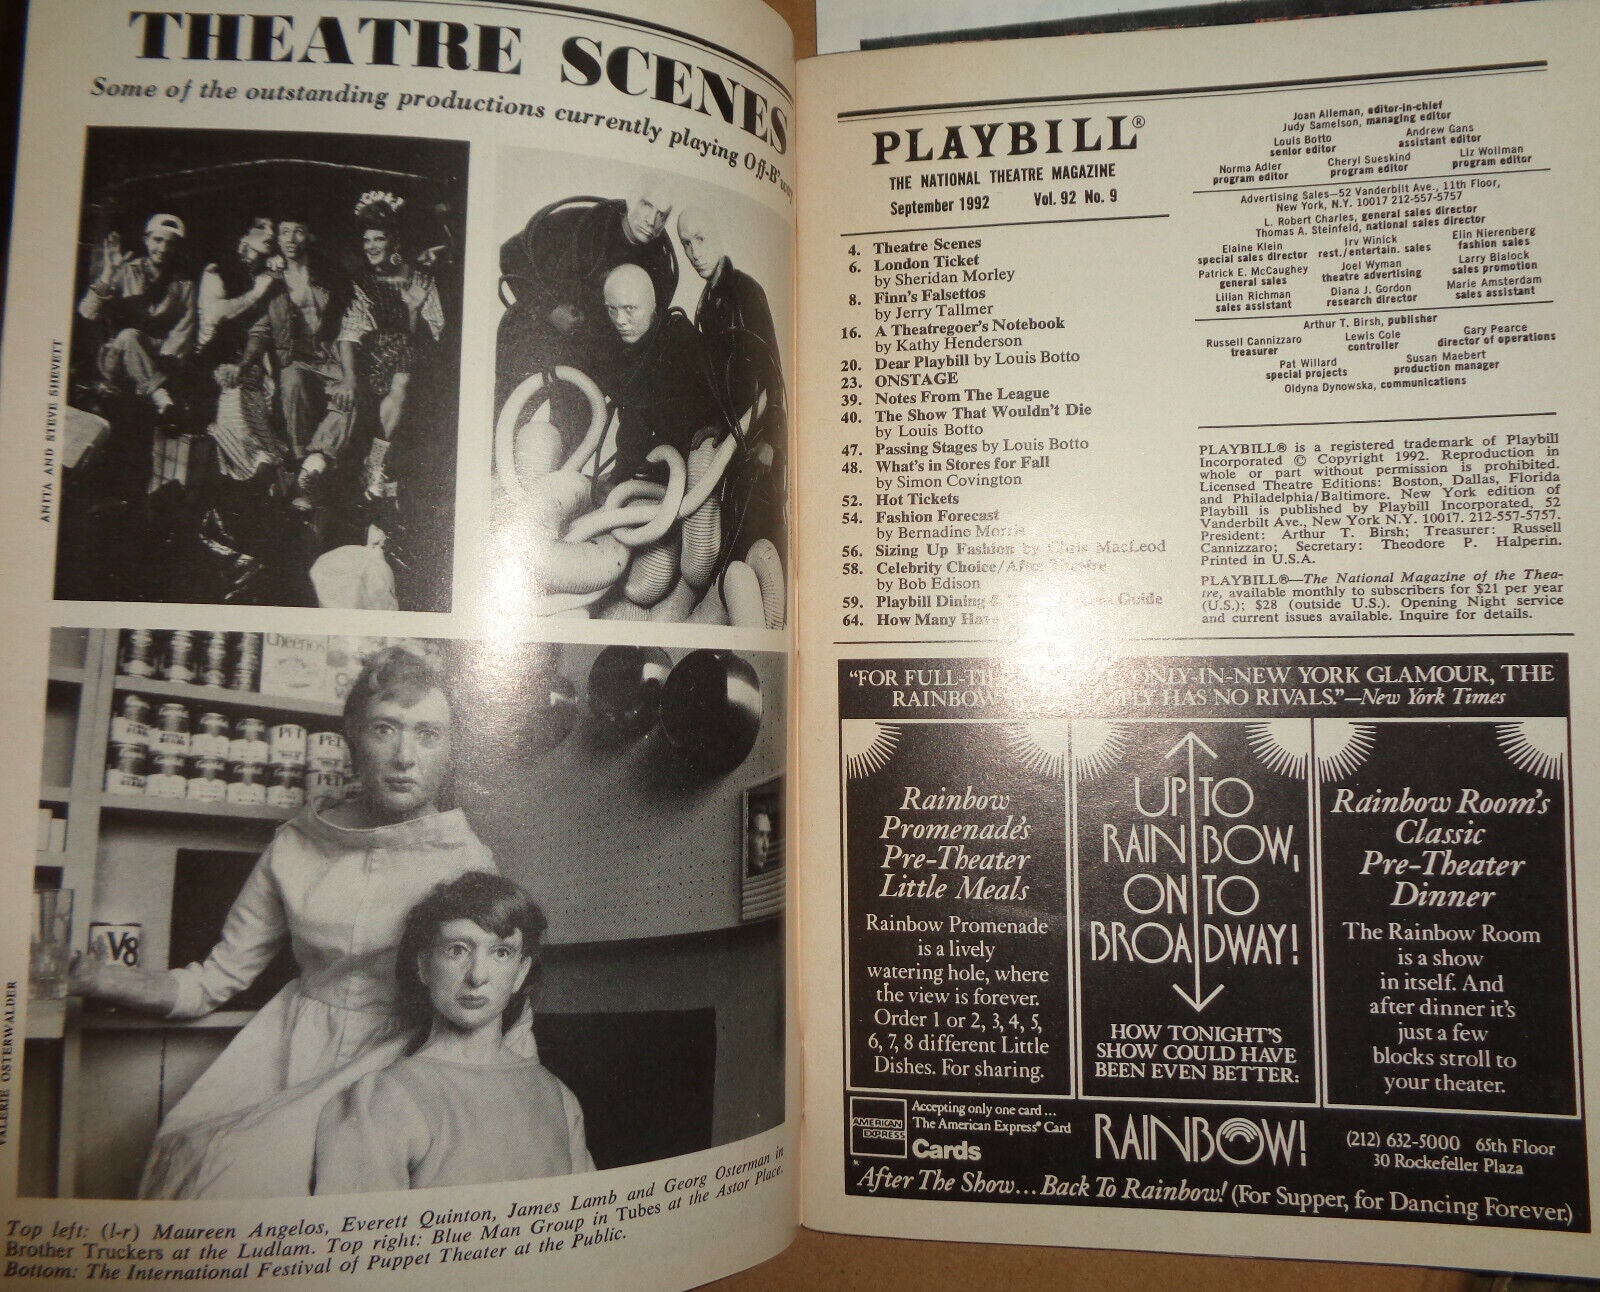 THEATRE SCENES
Some of the outstanding productions currently playing Off-B'way
ANITA AND STEVE SHEVETT
Cheerios
PET
PET
PET
V8
VALERIE OSTERWALDER
Top left: (l-r) Maureen Angelos, Everett Quinton, James Lamb and Georg Osterman in
Brother Truckers at the Ludlam. Top right: Blue Man Group in Tubes at the Astor Place.
Bottom: The International Festival of Puppet Theater at the Public.
PLAYBILL®
THE NATIONAL THEATRE MAGAZINE
September 1992 Vol. 92 No. 9
4. Theatre Scenes
6. London Ticket
by Sheridan Morley
8. Finn's Falsettos
by Jerry Tallmer
16. A Theatregoer's Notebook
by Kathy Henderson
20. Dear Playbill by Louis Botto
23. ONSTAGE
39. Notes From The League
40. The Show That Wouldn't Die
by Louis Botto
47. Passing Stages by Louis Botto
48. What's in Stores for Fall
by Simon Covington
52. Hot Tickets
54. Fashion Forecast
by Bernadine Morris
56. Sizing Up Fashion by Chris MacLeod
58. Celebrity Choice/After Theatre
by Bob Edison
59. Playbill Dining & Guide
64. How Many Have
Joan Alleman, editor-in-chief
Judy Samelson, managing editor
Louis Botto Andrew Gans
senior editor assistant editor
Norma Adler Cheryl Sueskind Liz Wollman
program editor program editor program editor
Advertising Sales—52 Vanderbilt Ave., 11th Floor,
New York, N.Y. 10017 212-557-5757
L. Robert Charles, general sales director
Thomas A. Steinfeld, national sales director
Elaine Klein Irv Winick Elin Nierenberg
special sales director rest./entertain. sales fashion sales
Patrick E. McCaughey Joel Wyman Larry Blalock
general sales theatre advertising sales promotion
Lilian Richman Diana J. Gordon Marie Amsterdam
sales assistant research director sales assistant
Arthur T. Birsh, publisher
Russell Cannizzaro Lewis Cole Gary Pearce
treasurer controller director of operations
Pat Willard Susan Maebert
special projects production manager
Oldyna Dynowska, communications
PLAYBILL® is a registered trademark of Playbill
Incorporated © Copyright 1992. Reproduction in
whole or part without permission is prohibited.
Licensed Theatre Editions: Boston, Dallas, Florida
and Philadelphia/Baltimore. New York edition of
Playbill is published by Playbill Incorporated, 52
Vanderbilt Ave., New York N.Y. 10017. 212-557-5757.
President: Arthur T. Birsh; Treasurer: Russell
Cannizzaro; Secretary: Theodore P. Halperin.
Printed in U.S.A.
PLAYBILL®—The National Magazine of the Thea-
tre, available monthly to subscribers for $21 per year
(U.S.); $28 (outside U.S.). Opening Night service
and current issues available. Inquire for details.
"FOR FULL-TI ONLY-IN-NEW YORK GLAMOUR, THE
RAINBOW HAS NO RIVALS."—New York Times
Rainbow
Promenade's
Pre-Theater
Little Meals
Rainbow Promenade
is a lively
watering hole, where
the view is forever.
Order 1 or 2, 3, 4, 5,
6, 7, 8 different Little
Dishes. For sharing.
UP TO
RAINBOW,
ON TO
BROADWAY!
HOW TONIGHT'S
SHOW COULD HAVE
BEEN EVEN BETTER:
Rainbow Room's
Classic
Pre-Theater
Dinner
The Rainbow Room
is a show
in itself. And
after dinner it's
just a few
blocks stroll to
your theater.
AMERICAN
EXPRESS
Accepting only one card ...
The American Express® Card
Cards
RAINBOW!
(212) 632-5000 65th Floor
30 Rockefeller Plaza
*After The Show... Back To Rainbow! (For Supper, for Dancing Forever.)